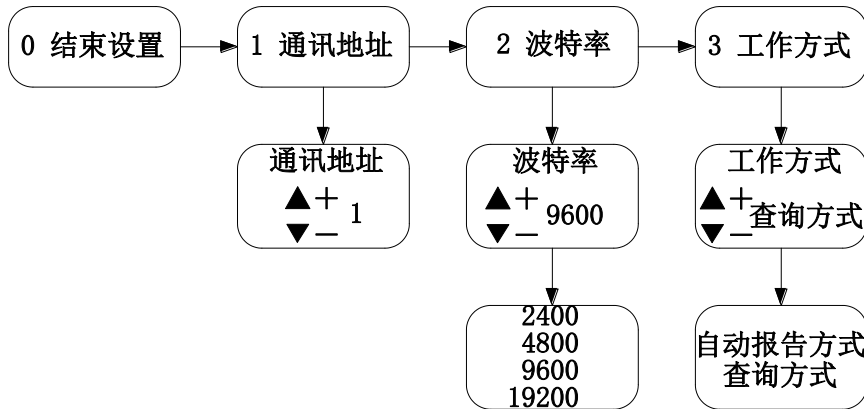 0 结束设置
1 通讯地址
2 波特率
3 工作方式
通讯地址
▲+
1
▼-
波特率
▲+
9600
▼-
工作方式
▲+
查询方式
▼-
2400
4800
9600
19200
自动报告方式
查询方式